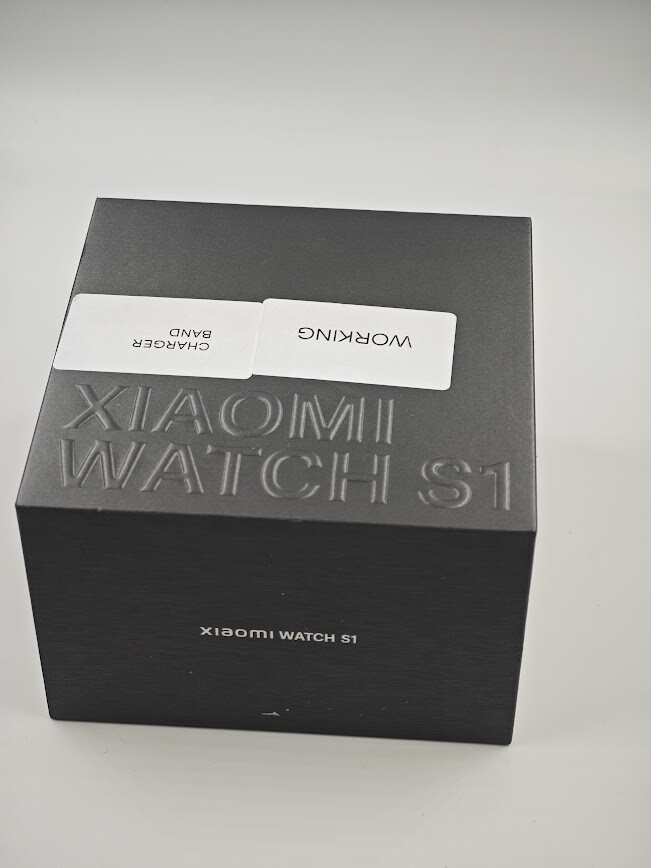 WORKING
CHARGER
BAND
XIAOMI
WATCH S1
xiaomi WATCH S1